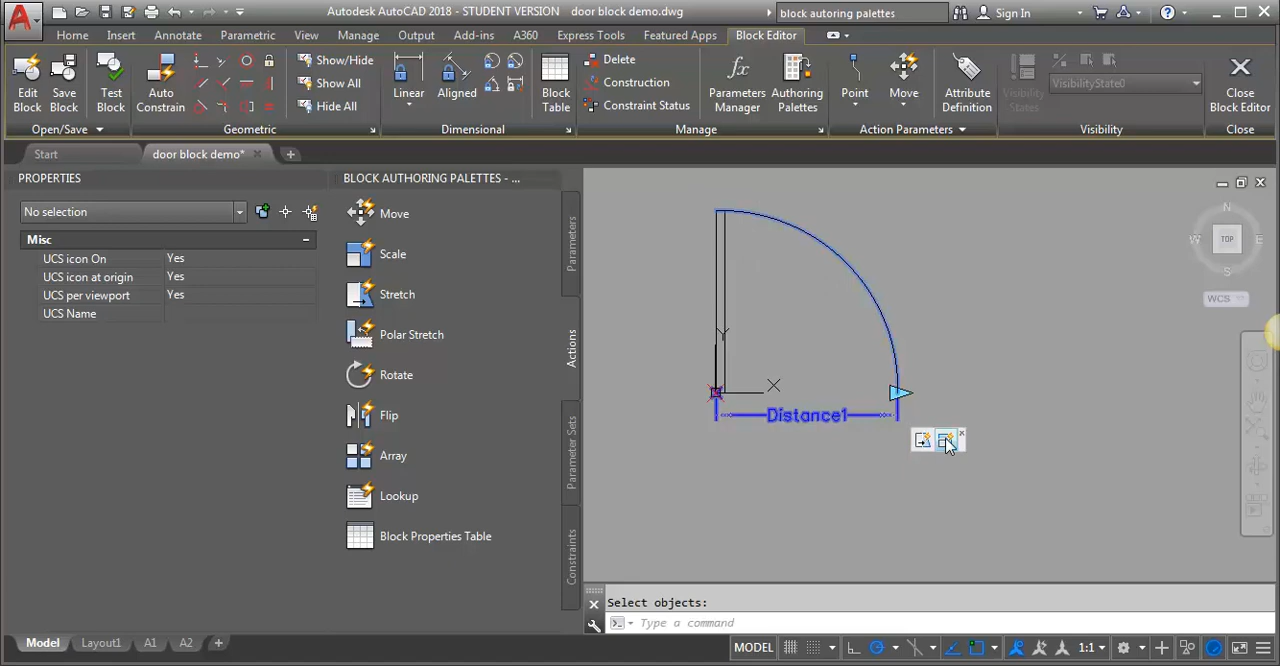 Autodesk AutoCAD 2018 - STUDENT VERSION door block demo.dwg
block autoring palettes
Sign In
Home Insert Annotate Parametric View Manage Output Add-ins A360 Express Tools Featured Apps Block Editor
Edit Block
Save Block
Test Block
Open/Save
Auto Constrain
Show/Hide
Show All
Hide All
Geometric
Linear
Aligned
Dimensional
Block Table
Delete
Construction
Constraint Status
Parameters Manager
Authoring Palettes
Manage
Point
Move
Action Parameters
Attribute Definition
Visibility States
VisibilityState0
Visibility
Close Block Editor
Close
Start
door block demo*
PROPERTIES
No selection
Misc
UCS icon On Yes
UCS icon at origin Yes
UCS per viewport Yes
UCS Name
BLOCK AUTHORING PALETTES - ...
Move
Scale
Stretch
Polar Stretch
Rotate
Flip
Array
Lookup
Block Properties Table
Parameters
Actions
Parameter Sets
Constraints
Y
X
Distance1
N
W TOP E
S
WCS
Select objects:
Type a command
Model Layout1 A1 A2 +
MODEL
1:1